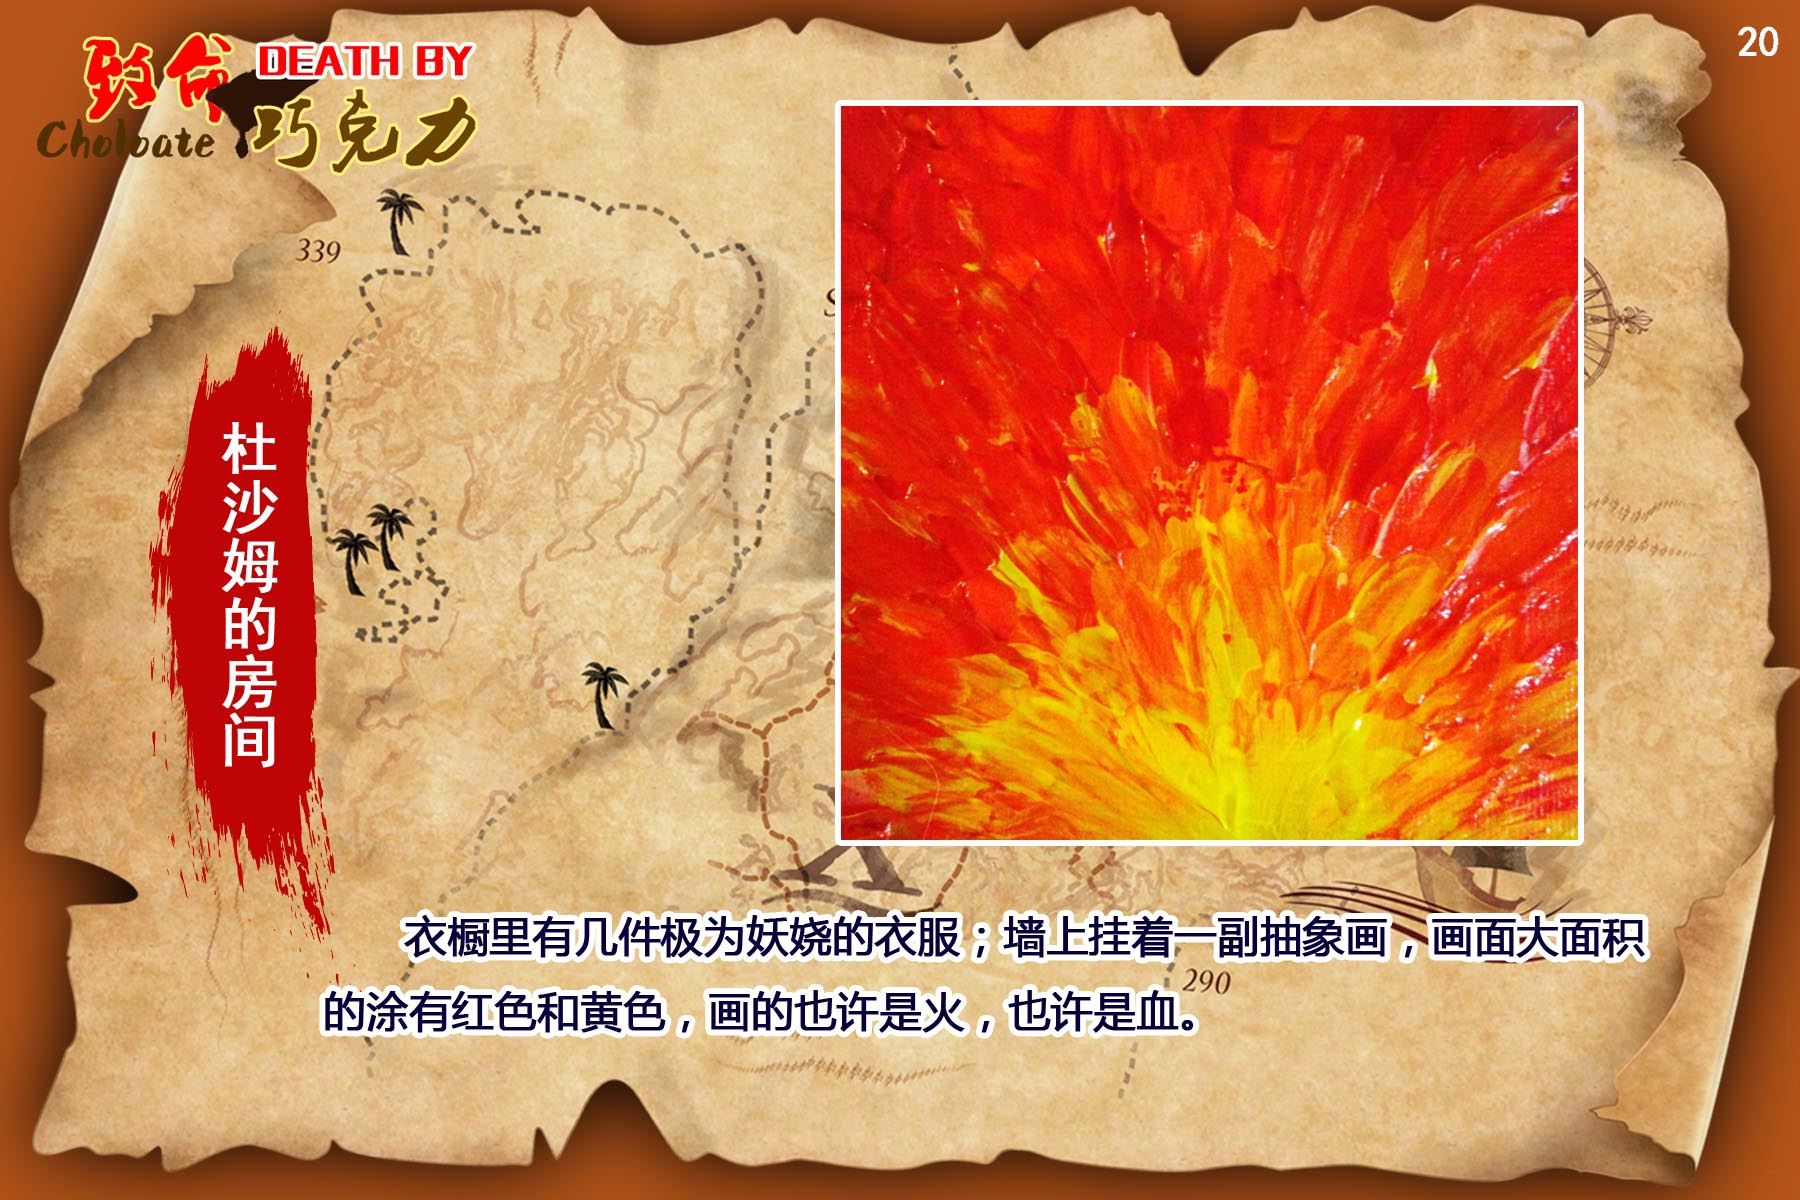 20
致命 DEATH BY
Choloate 巧克力
339
杜沙姆的房间
衣橱里有几件极为妖娆的衣服；墙上挂着一副抽象画，画面大面积
的涂有红色和黄色，画的也许是火，也许是血。
290